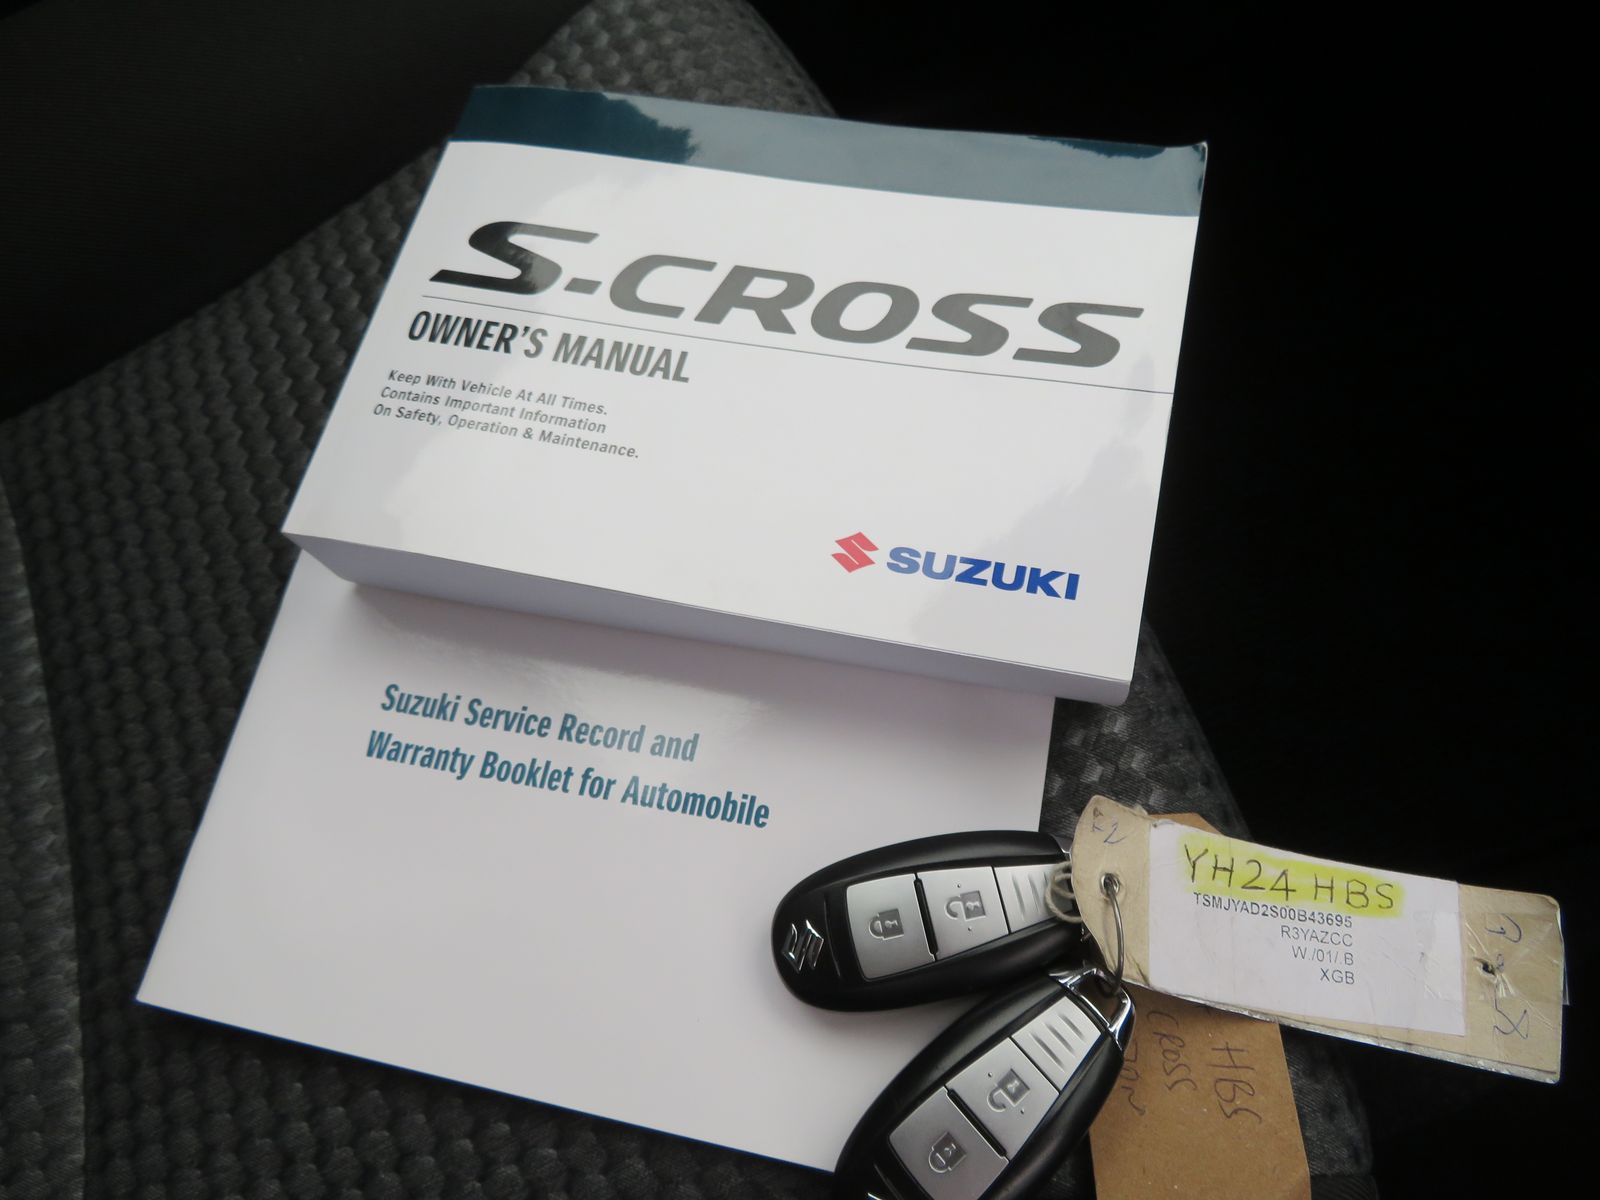 S-CROSS
OWNER'S MANUAL
Keep With Vehicle At All Times.
Contains Important Information
On Safety, Operation & Maintenance.
SUZUKI
Suzuki Service Record and
Warranty Booklet for Automobile
YH24 HBS
TSMJYAD2S00B43695
R3YAZCC
W./01/.B
XGB
HBS
CROSS